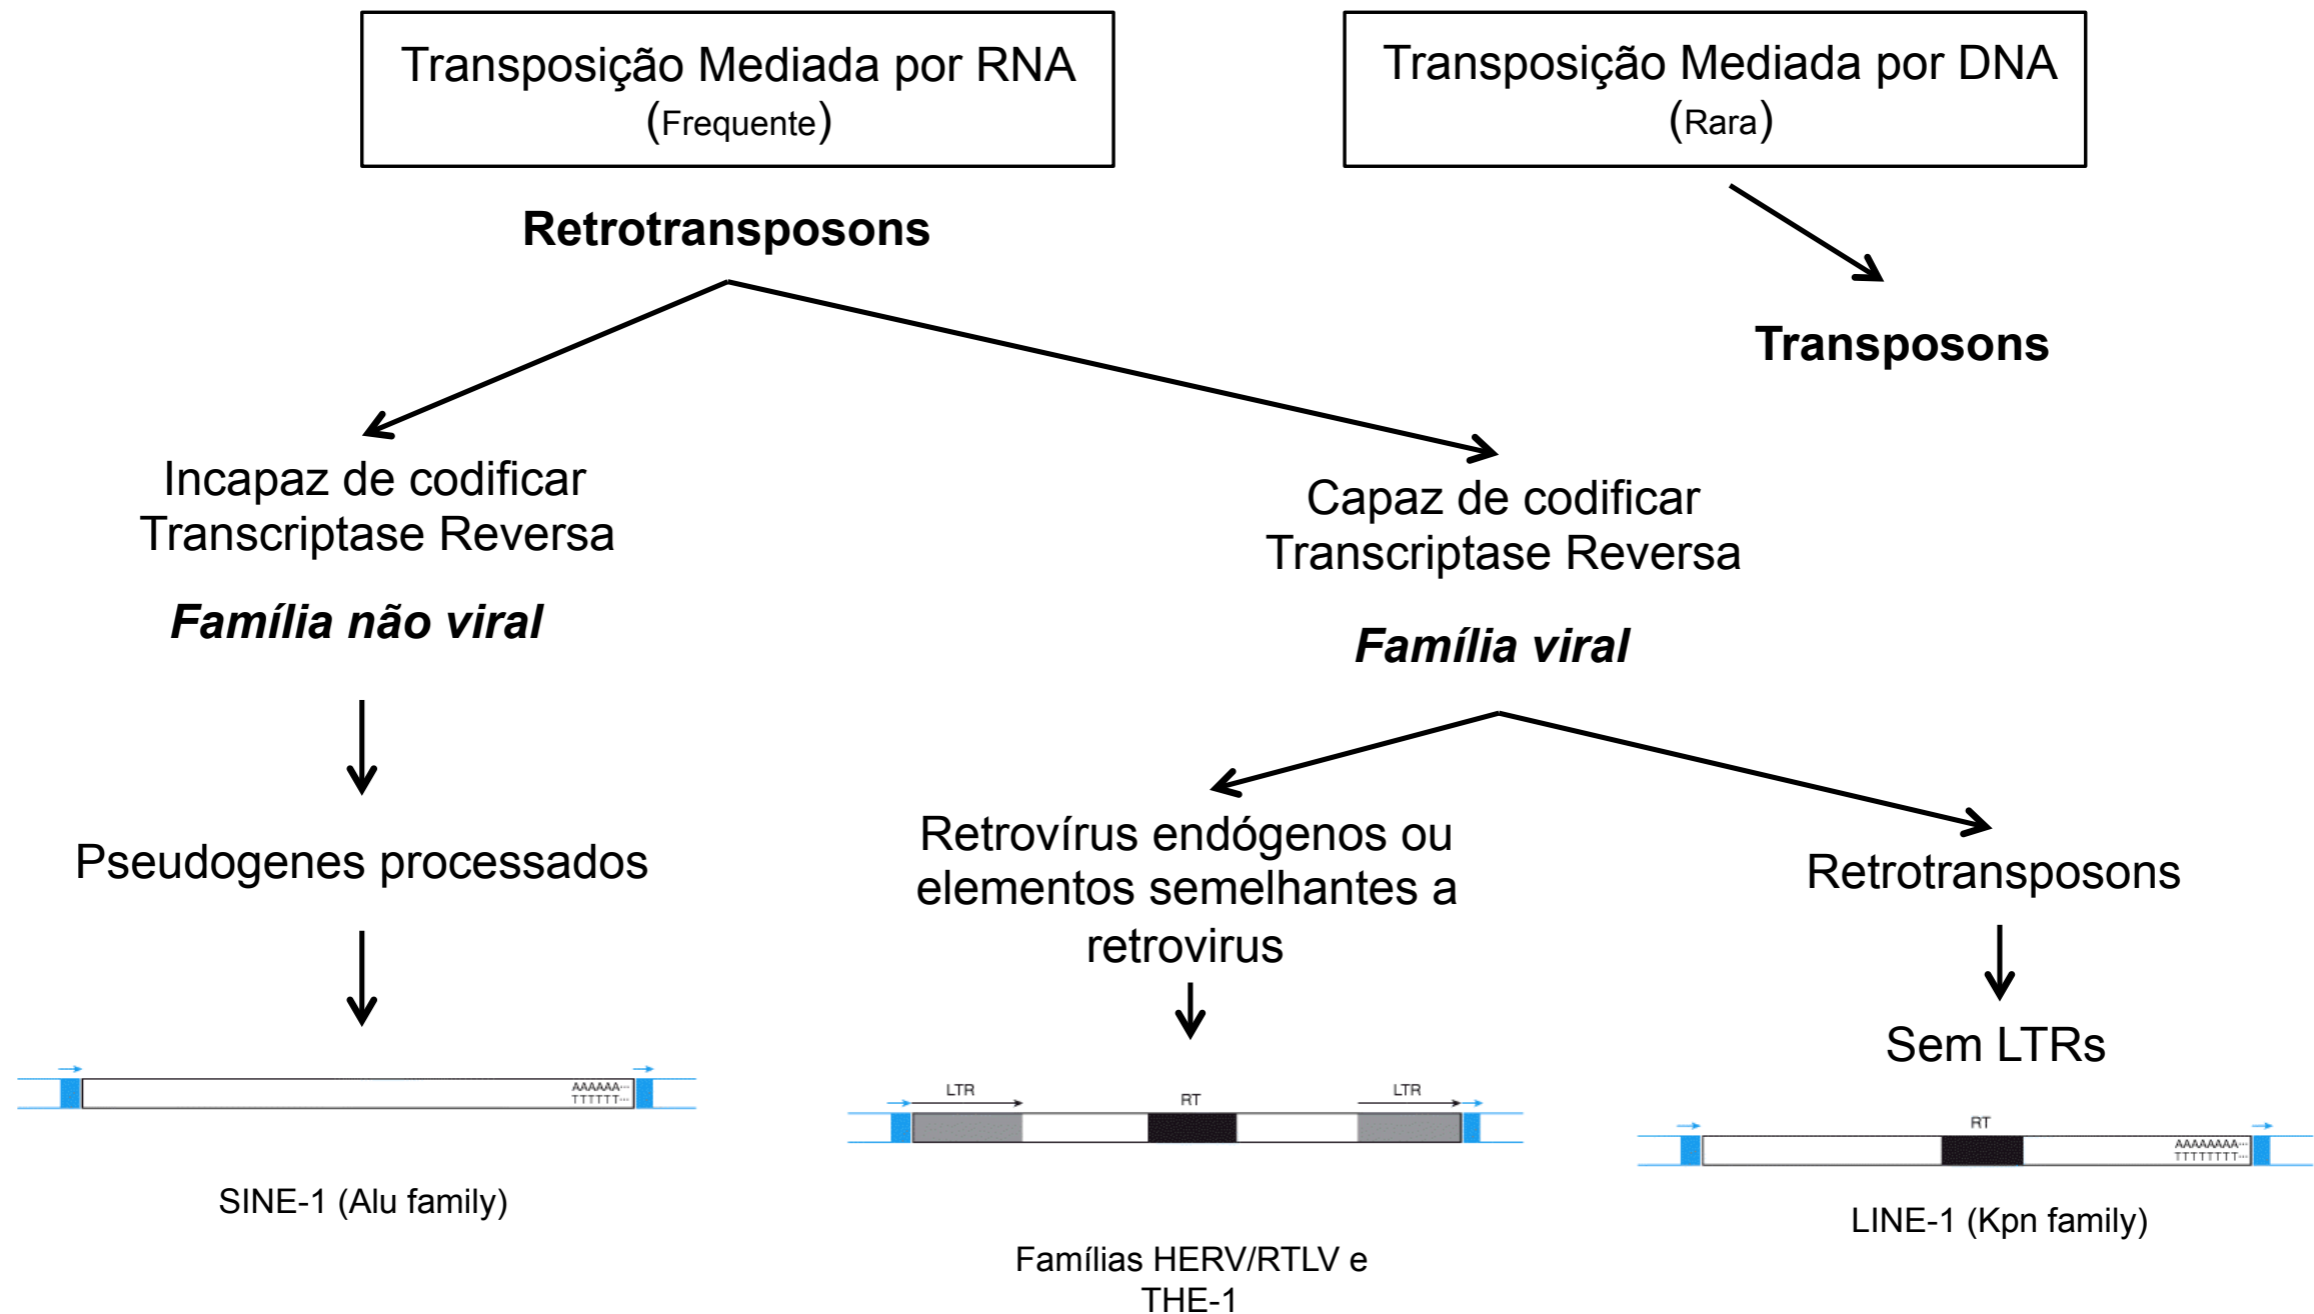 Transposição Mediada por RNA
(Frequente)
Transposição Mediada por DNA
(Rara)
Retrotransposons
Transposons
Incapaz de codificar
Transcriptase Reversa
Família não viral
Capaz de codificar
Transcriptase Reversa
Família viral
Pseudogenes processados
Retrovírus endógenos ou
elementos semelhantes a
retrovirus
Retrotransposons
Sem LTRs
AAAAAA...
TTTTTT...
SINE-1 (Alu family)
LTR
RT
LTR
Famílias HERV/RTLV e
THE-1
RT
AAAAAAAA...
TTTTTTTT...
LINE-1 (Kpn family)